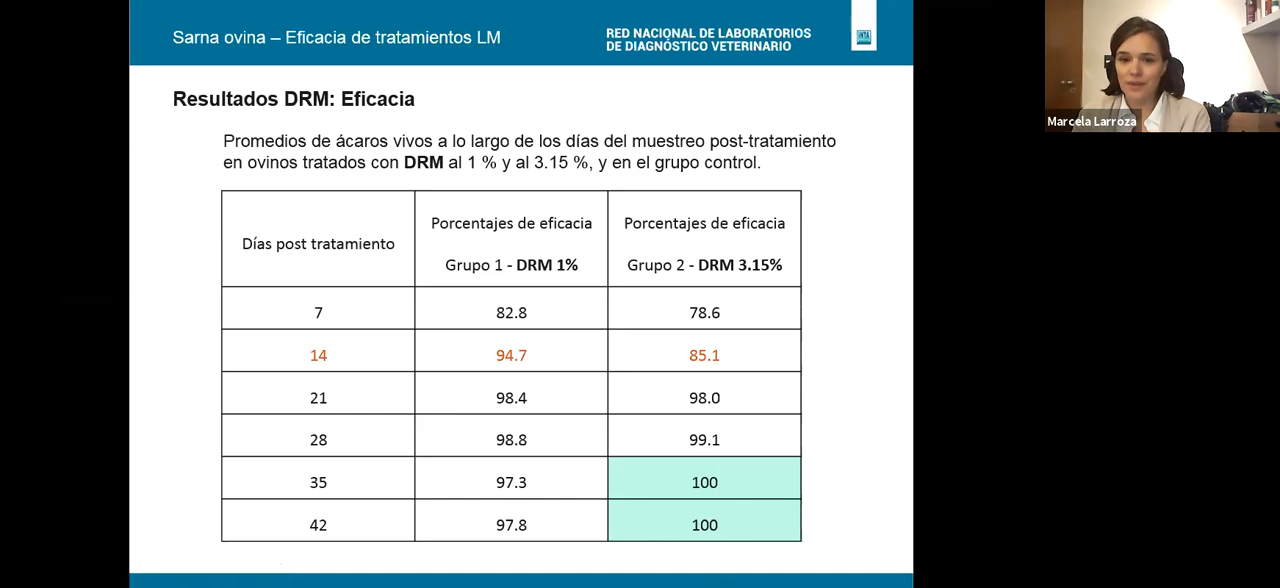 Sarna ovina – Eficacia de tratamientos LM
RED NACIONAL DE LABORATORIOS
DE DIAGNÓSTICO VETERINARIO
INTA
Marcela Larroza
Resultados DRM: Eficacia
Promedios de ácaros vivos a lo largo de los días del muestreo post-tratamiento
en ovinos tratados con DRM al 1 % y al 3.15 %, y en el grupo control.
Días post tratamiento
Porcentajes de eficacia
Grupo 1 - DRM 1%
Porcentajes de eficacia
Grupo 2 - DRM 3.15%
7 82.8 78.6
14 94.7 85.1
21 98.4 98.0
28 98.8 99.1
35 97.3 100
42 97.8 100